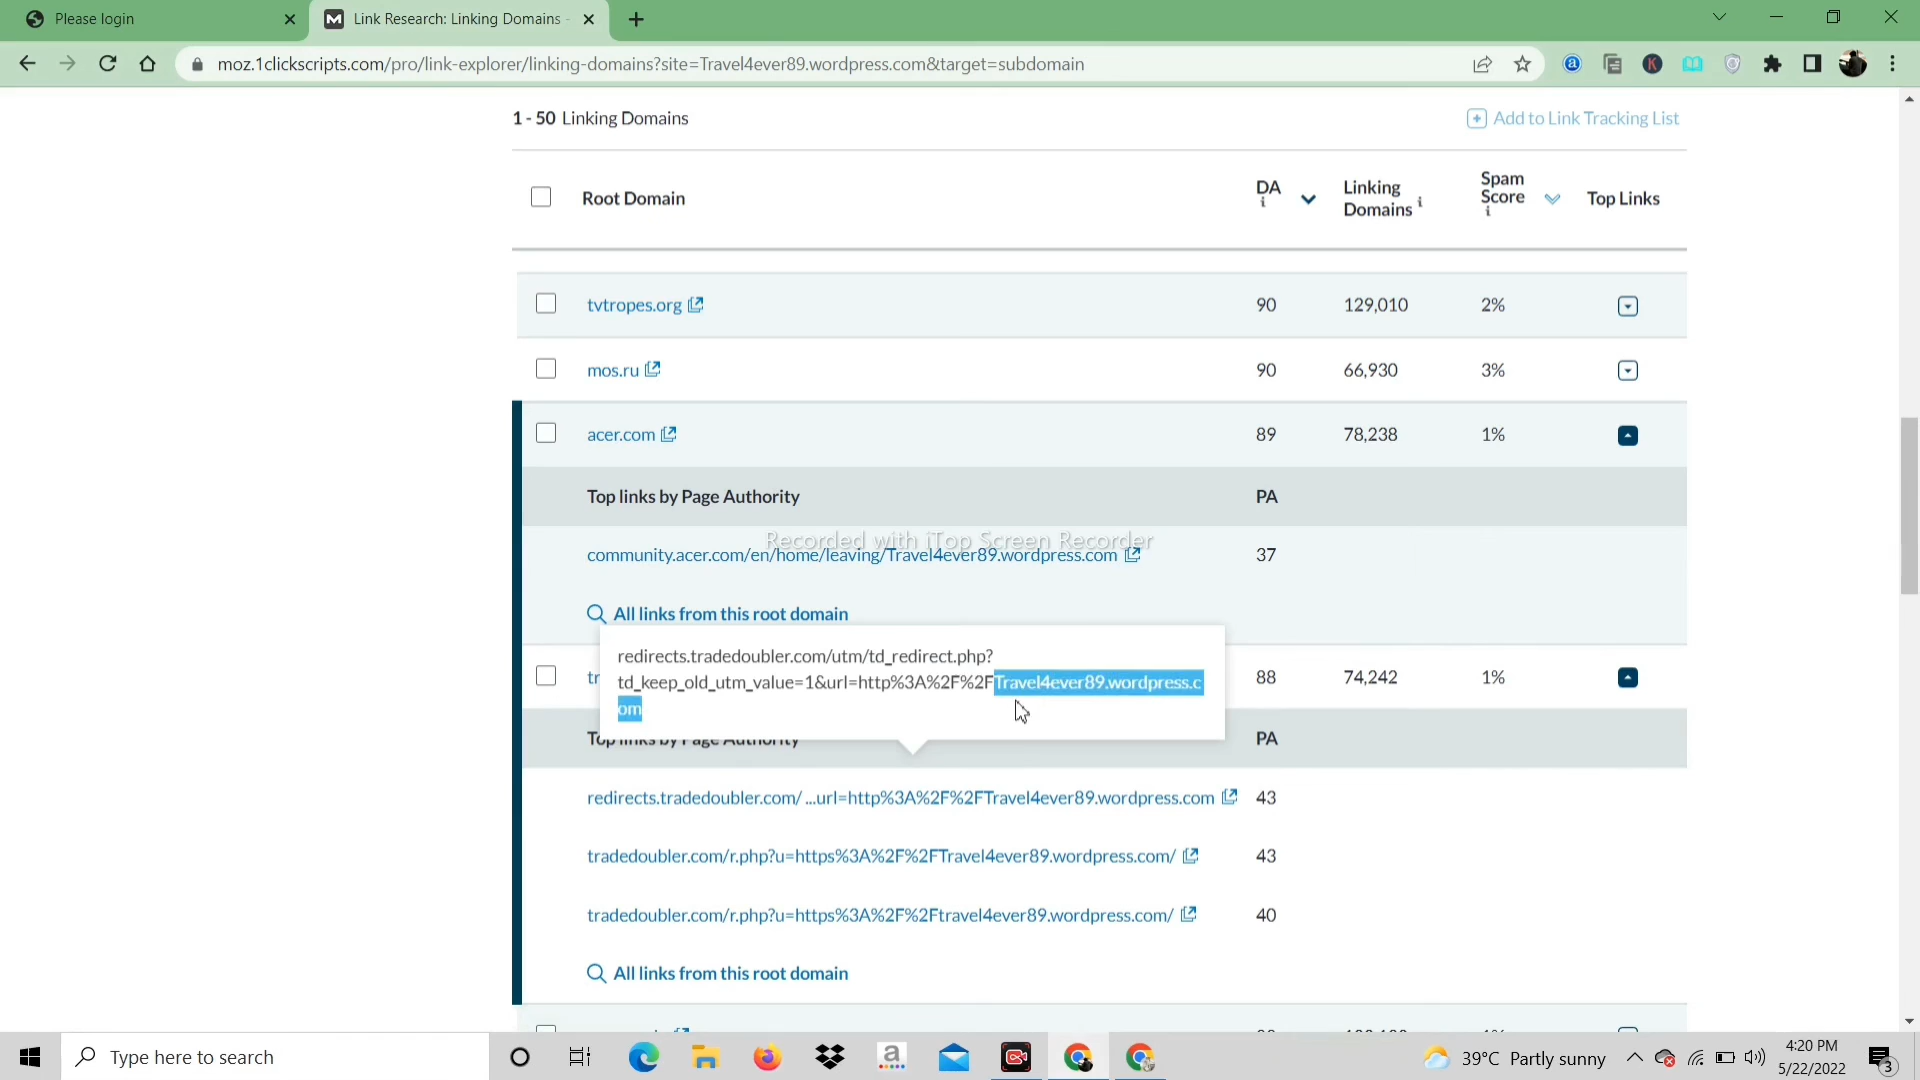 Please login
Link Research: Linking Domains -
moz.1clickscripts.com/pro/link-explorer/linking-domains?site=Travel4ever89.wordpress.com&target=subdomain
1 - 50 Linking Domains
Add to Link Tracking List
Root Domain
DA
Linking Domains
Spam Score
Top Links
tvtropes.org 90 129,010 2%
mos.ru 90 66,930 3%
acer.com 89 78,238 1%
Top links by Page Authority PA
Recorded with iTop Screen Recorder
community.acer.com/en/home/leaving/Travel4ever89.wordpress.com 37
All links from this root domain
redirects.tradedoubler.com/utm/td_redirect.php?
td_keep_old_utm_value=1&url=http%3A%2F%2FTravel4ever89.wordpress.c
om
tr 88 74,242 1%
Top links by Page Authority PA
redirects.tradedoubler.com/ ...url=http%3A%2F%2FTravel4ever89.wordpress.com 43
tradedoubler.com/r.php?u=https%3A%2F%2FTravel4ever89.wordpress.com/ 43
tradedoubler.com/r.php?u=https%3A%2F%2Ftravel4ever89.wordpress.com/ 40
All links from this root domain
Type here to search
39°C Partly sunny
4:20 PM
5/22/2022
3